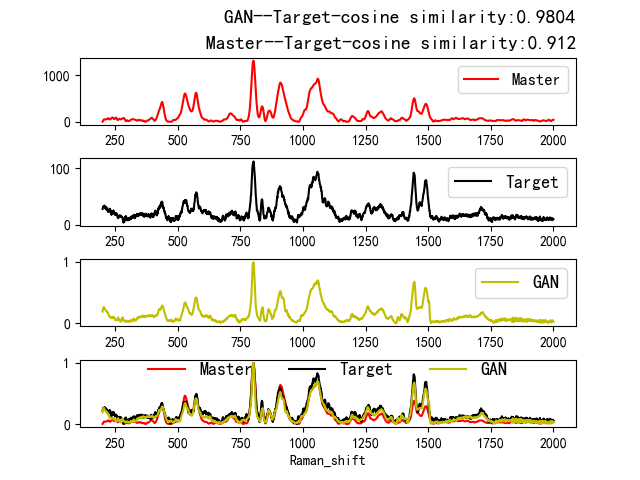 GAN--Target-cosine similarity:0.9804
Master--Target-cosine similarity:0.912
1000
0
Master
250 500 750 1000 1250 1500 1750 2000
100
0
Target
250 500 750 1000 1250 1500 1750 2000
1
0
GAN
250 500 750 1000 1250 1500 1750 2000
1
0
Master Target GAN
250 500 750 1000 1250 1500 1750 2000
Raman_shift